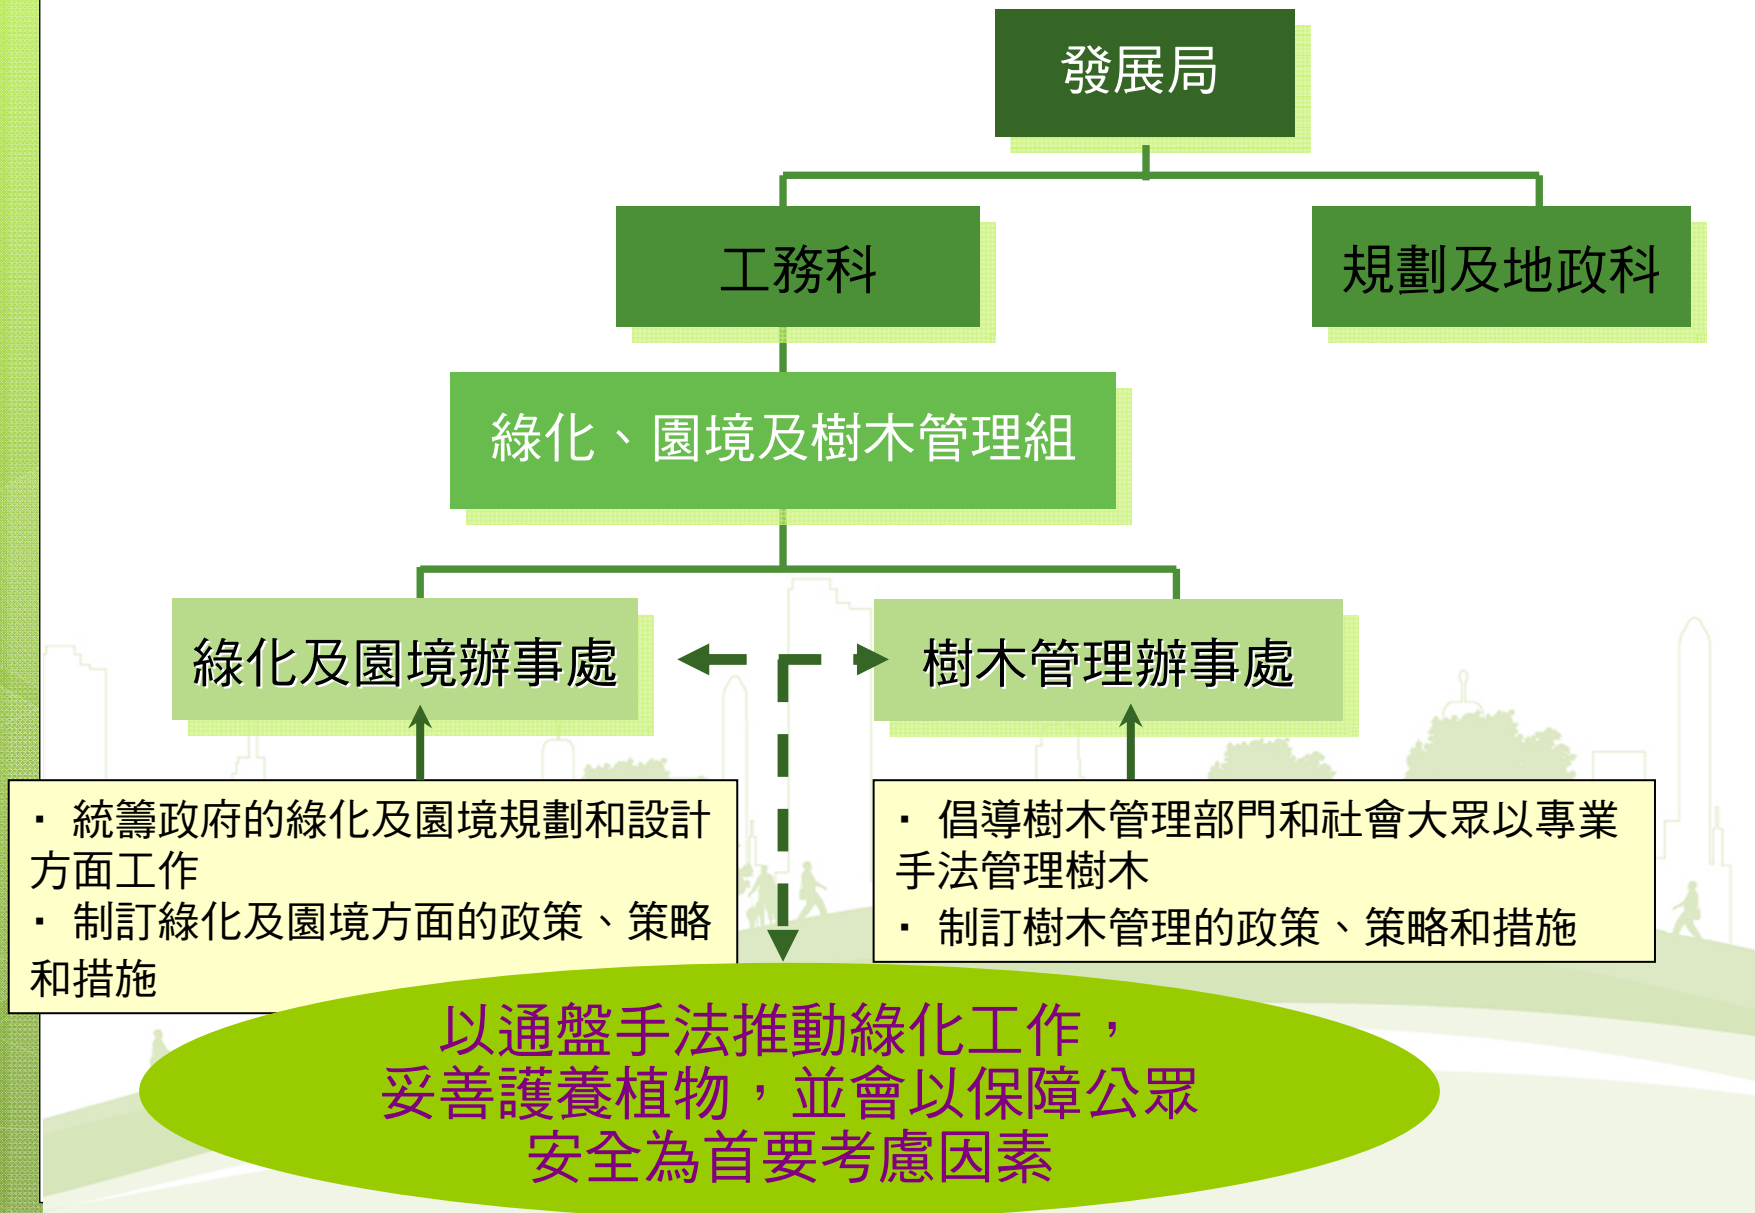 發展局
工務科
規劃及地政科
綠化、園境及樹木管理組
綠化及園境辦事處
樹木管理辦事處
· 統籌政府的綠化及園境規劃和設計
方面工作
· 制訂綠化及園境方面的政策、策略
和措施
· 倡導樹木管理部門和社會大眾以專業
手法管理樹木
· 制訂樹木管理的政策、策略和措施
以通盤手法推動綠化工作，
妥善護養植物，並會以保障公眾
安全為首要考慮因素